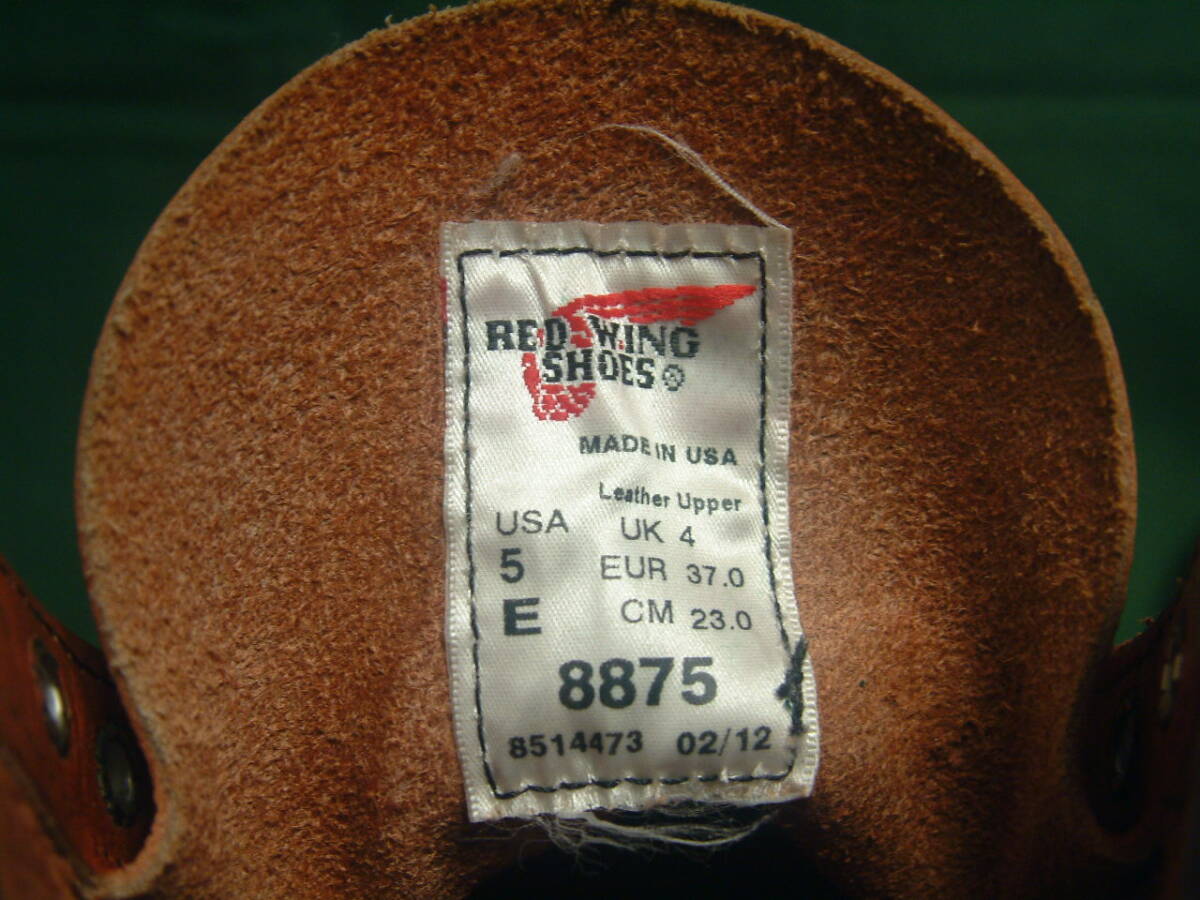 RED WING
SHOES®
MADE IN USA
Leather Upper
USA UK 4
5 EUR 37.0
E CM 23.0
8875
8514473 02/12